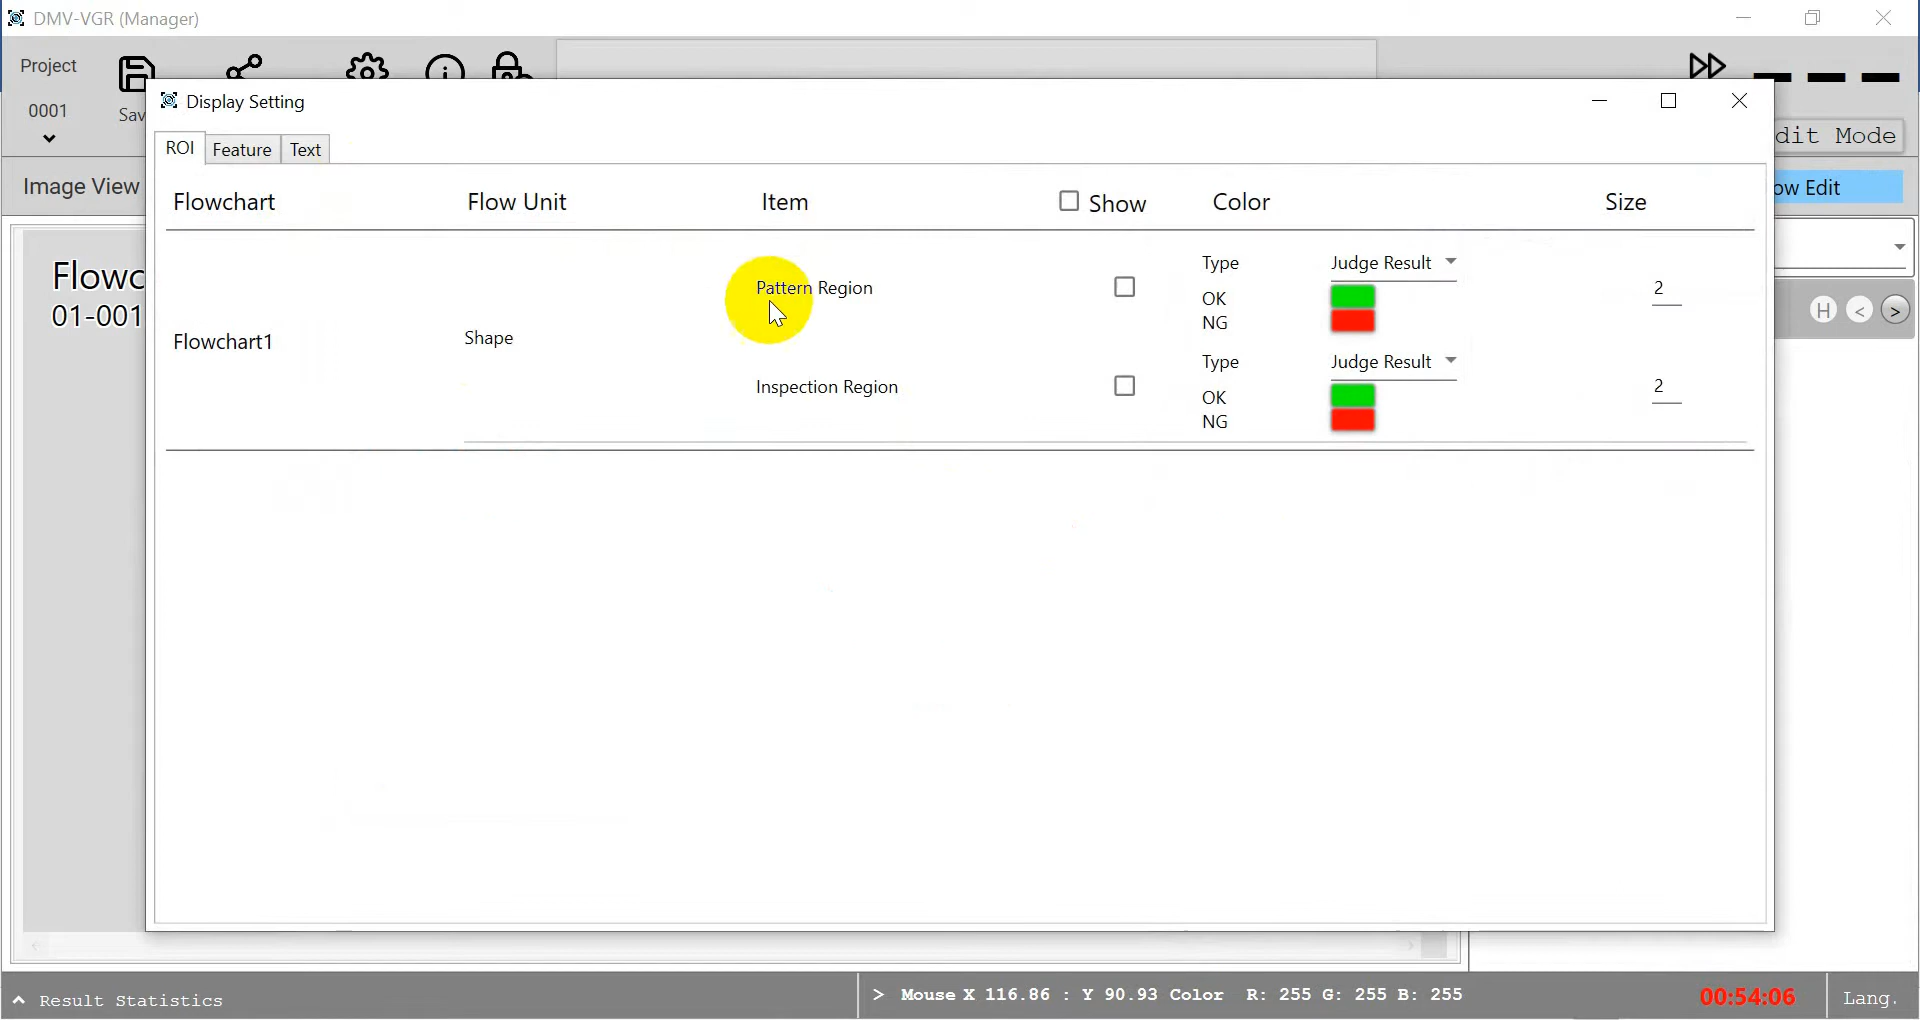 DMV-VGR (Manager)
Project
0001
Display Setting
dit Mode
ROI Feature Text
Image View
Flowchart Flow Unit Item Show Color Size
ow Edit
Flowchart1
Shape
Pattern Region
Type Judge Result
OK
NG
2
Inspection Region
Type Judge Result
OK
NG
2
01-001
H < >
Result Statistics
> Mouse X 116.86 : Y 90.93 Color R: 255 G: 255 B: 255
00:54:06
Lang.